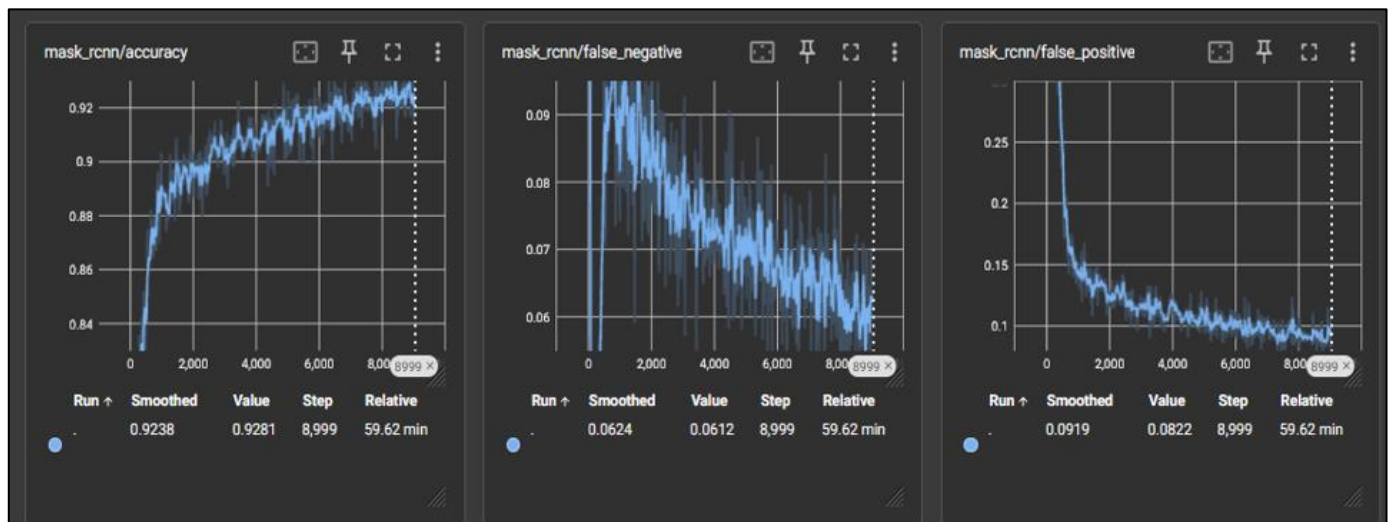 mask_rcnn/accuracy
0.92
0.9
0.88
0.86
0.84
0 2,000 4,000 6,000 8,00 8999 ×
Run ↑ Smoothed Value Step Relative
. 0.9238 0.9281 8,999 59.62 min
mask_rcnn/false_negative
0.09
0.08
0.07
0.06
0 2,000 4,000 6,000 8,00 8999 ×
Run ↑ Smoothed Value Step Relative
. 0.0624 0.0612 8,999 59.62 min
mask_rcnn/false_positive
0.25
0.2
0.15
0.1
0 2,000 4,000 6,000 8,00 8999 ×
Run ↑ Smoothed Value Step Relative
. 0.0919 0.0822 8,999 59.62 min